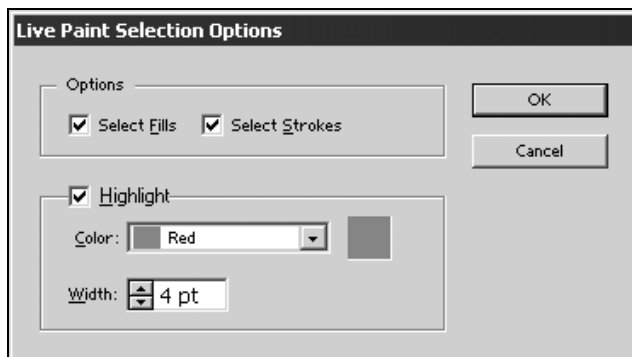 Live Paint Selection Options
Options
Select Fills Select Strokes
OK
Cancel
Highlight
Color: Red
Width: 4 pt